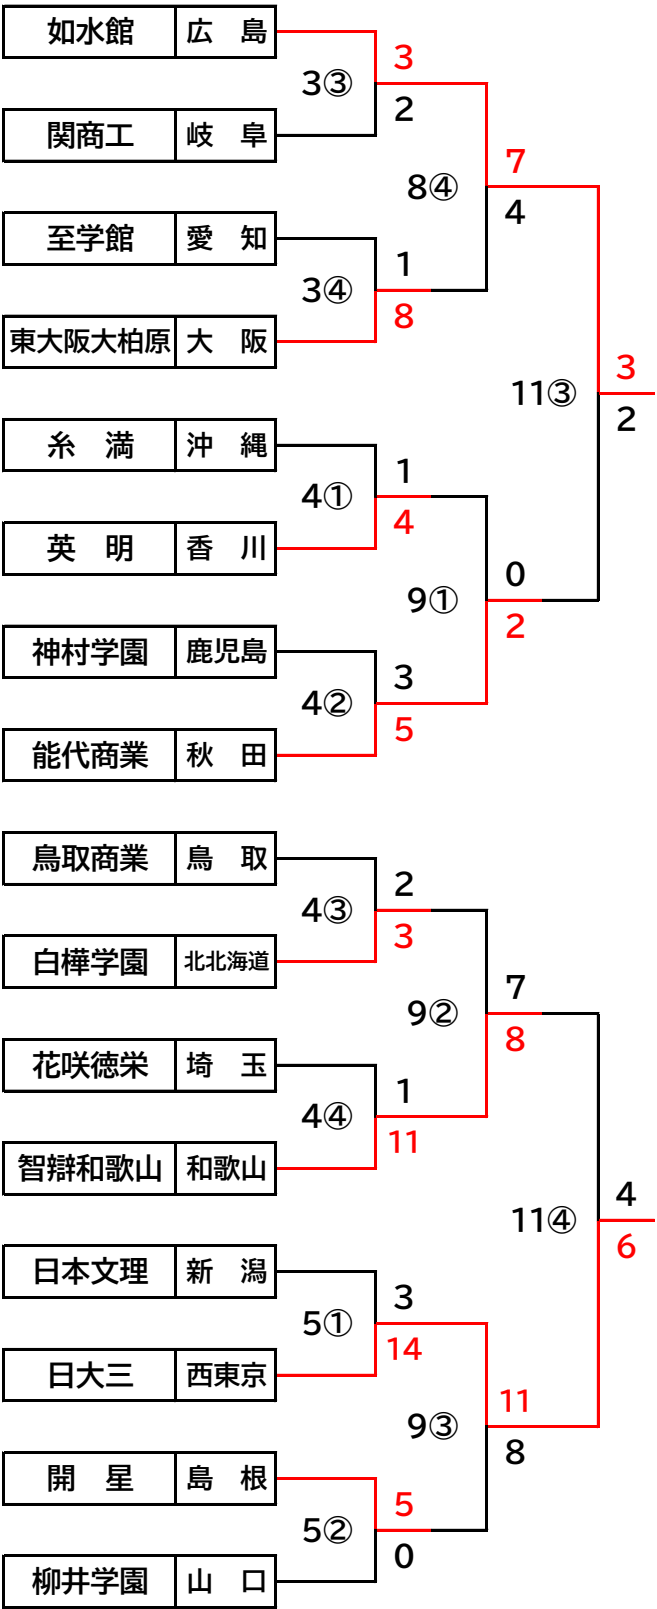 如水館 広 島
3
3③
2
関商工 岐 阜
7
8④
4
至学館 愛 知
1
3④
8
東大阪大柏原 大 阪
3
11③
2
糸 満 沖 縄
1
4①
4
英 明 香 川
0
9①
2
神村学園 鹿児島
3
4②
5
能代商業 秋 田
鳥取商業 鳥 取
2
4③
3
白樺学園 北北海道
7
9②
8
花咲徳栄 埼 玉
1
4④
11
智辯和歌山 和歌山
4
11④
6
日本文理 新 潟
3
5①
14
日大三 西東京
11
9③
8
開 星 島 根
5
5②
0
柳井学園 山 口